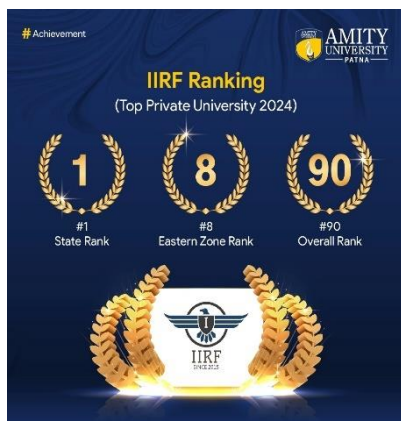 # Achievement
AMITY
UNIVERSITY
PATNA
IIRF Ranking
(Top Private University 2024)
1
8
90
#1
State Rank
#8
Eastern Zone Rank
#90
Overall Rank
I
IIRF